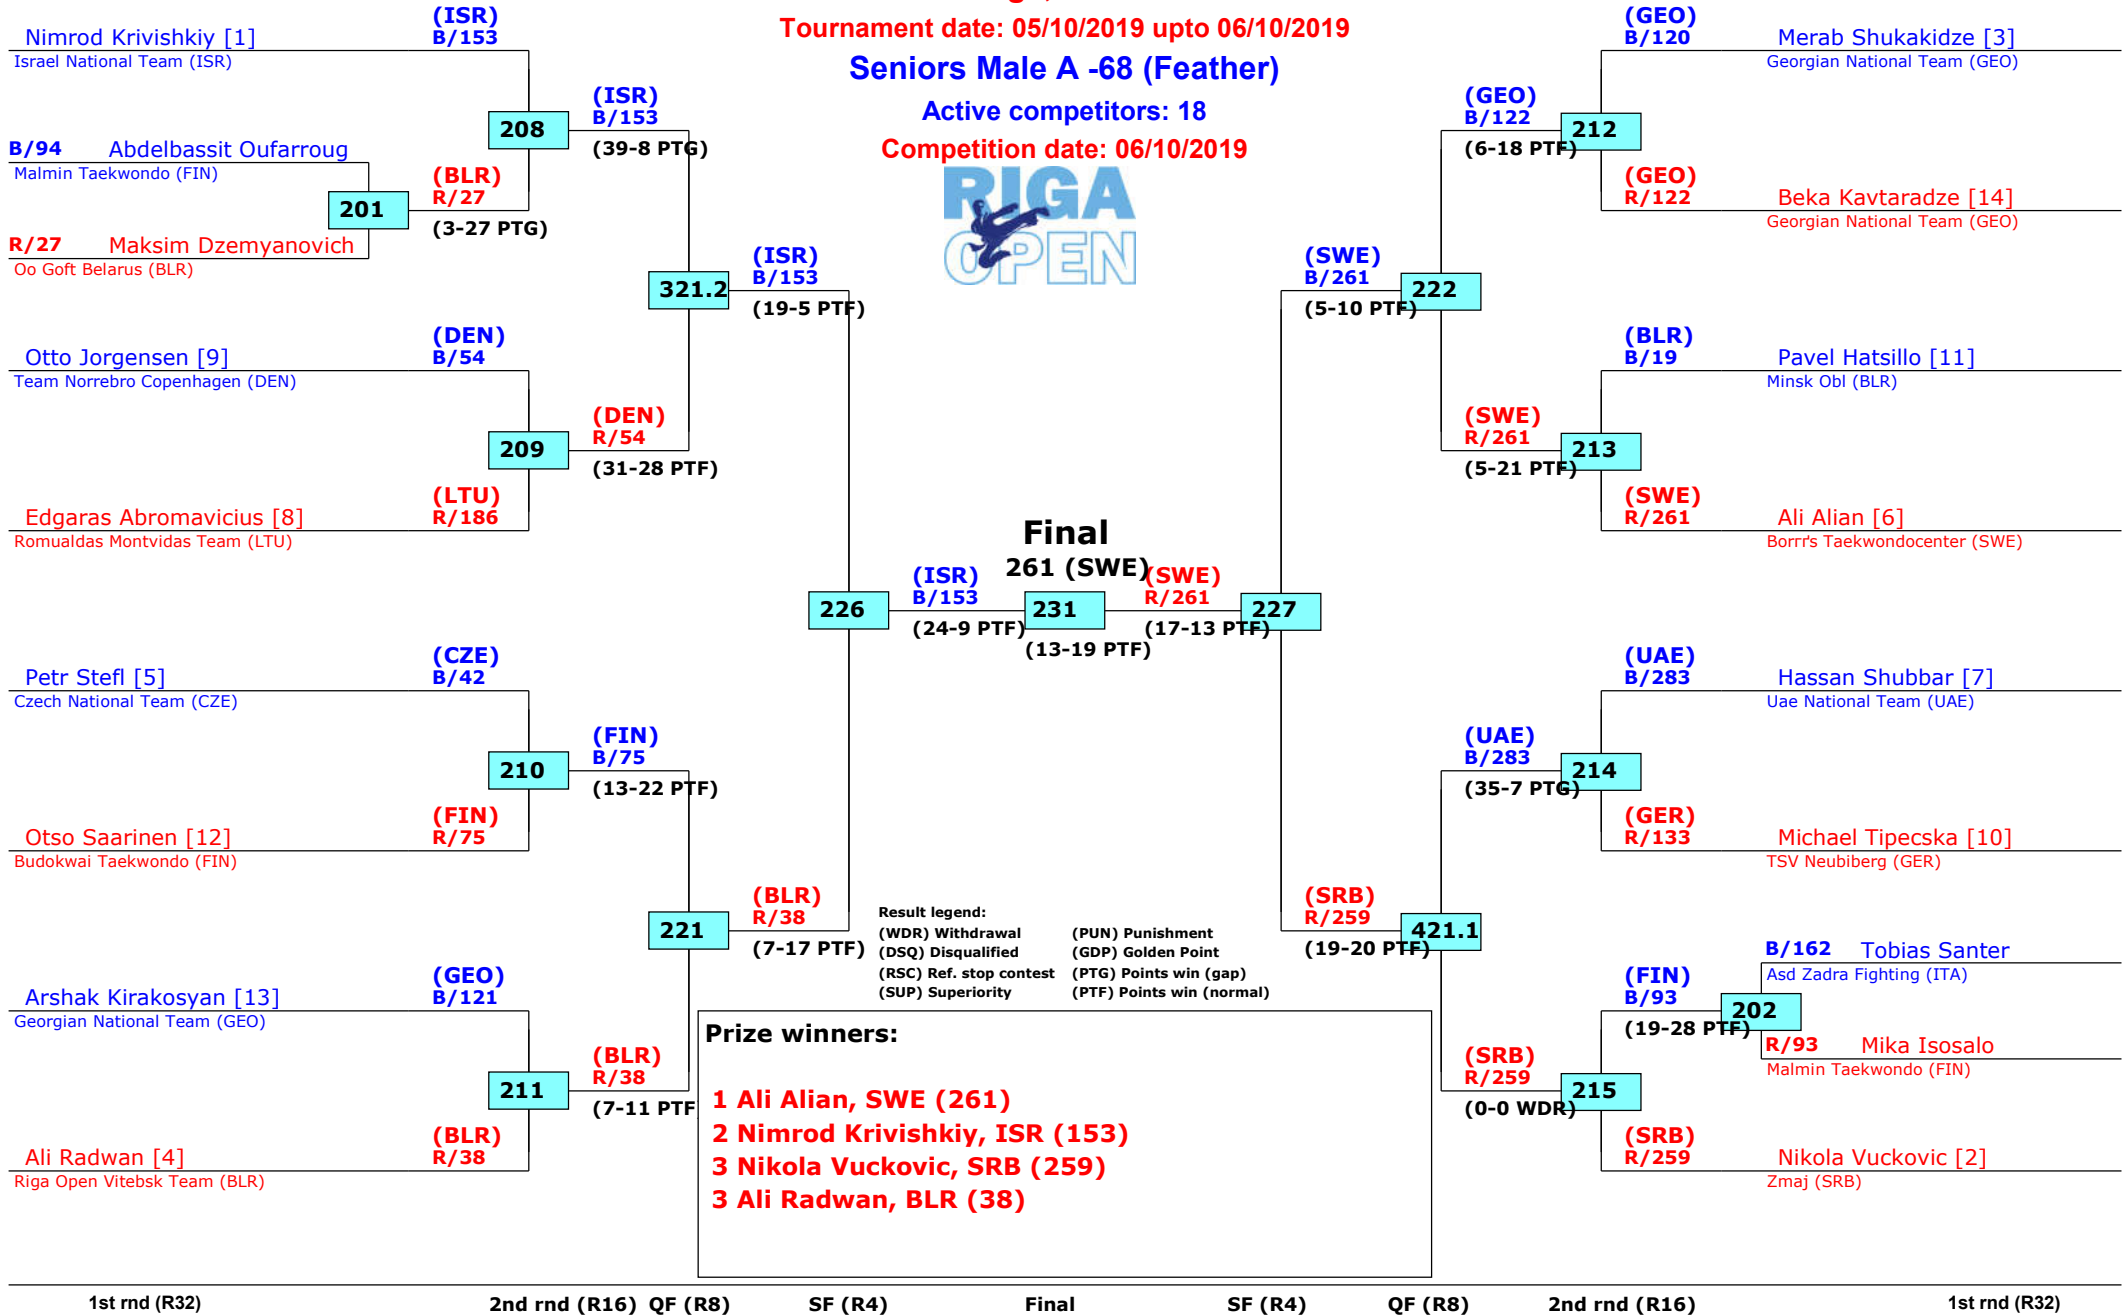 Tournament date: 05/10/2019 upto 06/10/2019
Seniors Male A -68 (Feather)
Active competitors: 18
Competition date: 06/10/2019
RIGA
OPEN
Nimrod Krivishkiy [1]
Israel National Team (ISR)
(ISR)
B/153
B/94 Abdelbassit Oufarroug
Malmin Taekwondo (FIN)
201
R/27 Maksim Dzemyanovich
Oo Goft Belarus (BLR)
(BLR)
R/27
(3-27 PTG)
208
(ISR)
B/153
(39-8 PTG)
Otto Jorgensen [9]
Team Norrebro Copenhagen (DEN)
(DEN)
B/54
209
(DEN)
R/54
(31-28 PTF)
Edgaras Abromavicius [8]
Romualdas Montvidas Team (LTU)
(LTU)
R/186
321.2
(ISR)
B/153
(19-5 PTF)
Petr Stefl [5]
Czech National Team (CZE)
(CZE)
B/42
210
(FIN)
B/75
(13-22 PTF)
Otso Saarinen [12]
Budokwai Taekwondo (FIN)
(FIN)
R/75
221
(BLR)
R/38
(7-17 PTF)
Arshak Kirakosyan [13]
Georgian National Team (GEO)
(GEO)
B/121
211
(BLR)
R/38
(7-11 PTF
Ali Radwan [4]
Riga Open Vitebsk Team (BLR)
(BLR)
R/38
226
(ISR)
B/153
(24-9 PTF)
Final
261 (SWE)
231
(13-19 PTF)
(SWE)
R/261
(17-13 PTF)
227
(GEO)
B/120
Merab Shukakidze [3]
Georgian National Team (GEO)
(GEO)
B/122
(6-18 PTF)
212
(GEO)
R/122
Beka Kavtaradze [14]
Georgian National Team (GEO)
(SWE)
B/261
(5-10 PTF)
222
(BLR)
B/19
Pavel Hatsillo [11]
Minsk Obl (BLR)
(SWE)
R/261
(5-21 PTF)
213
(SWE)
R/261
Ali Alian [6]
Borrr's Taekwondocenter (SWE)
(UAE)
B/283
Hassan Shubbar [7]
Uae National Team (UAE)
(UAE)
B/283
(35-7 PTG)
214
(GER)
R/133
Michael Tipecska [10]
TSV Neubiberg (GER)
(SRB)
R/259
(19-20 PTF)
421.1
B/162 Tobias Santer
Asd Zadra Fighting (ITA)
(FIN)
B/93
(19-28 PTF)
202
R/93 Mika Isosalo
Malmin Taekwondo (FIN)
(SRB)
R/259
(0-0 WDR)
215
(SRB)
R/259
Nikola Vuckovic [2]
Zmaj (SRB)
Result legend:
(WDR) Withdrawal (PUN) Punishment
(DSQ) Disqualified (GDP) Golden Point
(RSC) Ref. stop contest (PTG) Points win (gap)
(SUP) Superiority (PTF) Points win (normal)
Prize winners:
1 Ali Alian, SWE (261)
2 Nimrod Krivishkiy, ISR (153)
3 Nikola Vuckovic, SRB (259)
3 Ali Radwan, BLR (38)
1st rnd (R32) 2nd rnd (R16) QF (R8) SF (R4) Final SF (R4) QF (R8) 2nd rnd (R16) 1st rnd (R32)